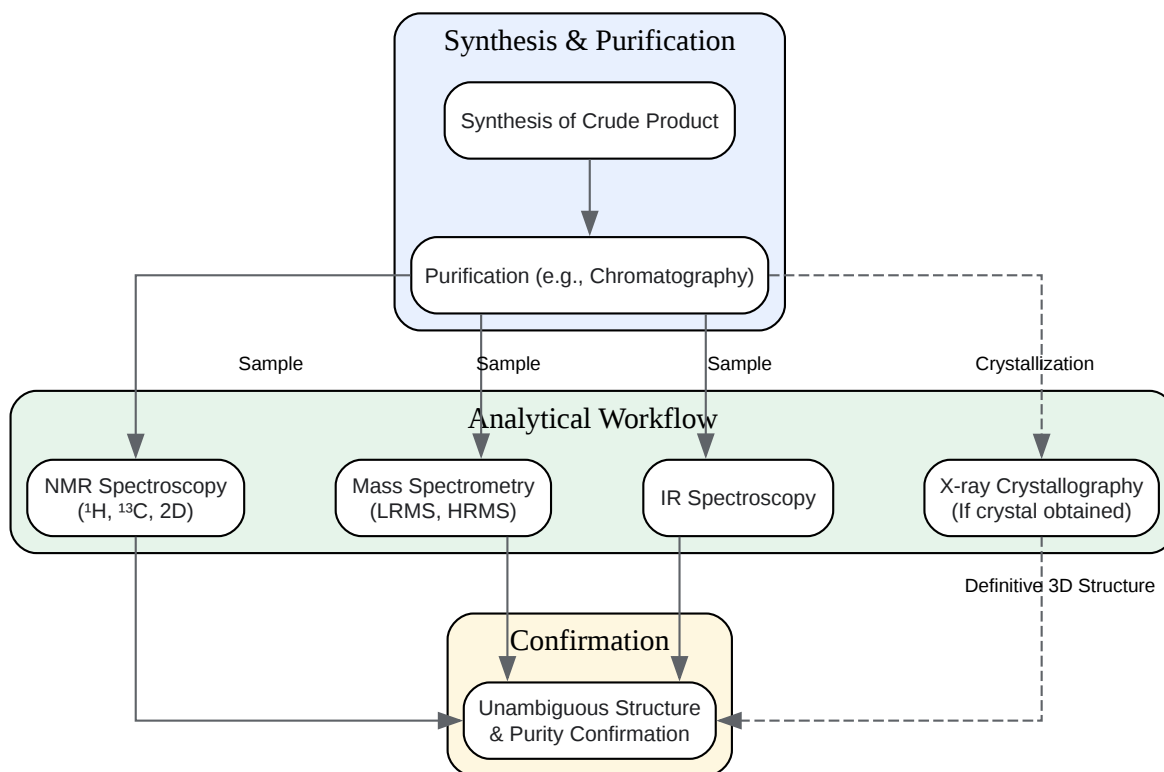 Synthesis & Purification
Synthesis of Crude Product
Purification (e.g., Chromatography)
Sample
Sample
Sample
Crystallization
Analytical Workflow
NMR Spectroscopy
(¹H, ¹³C, 2D)
Mass Spectrometry
(LRMS, HRMS)
IR Spectroscopy
X-ray Crystallography
(If crystal obtained)
Definitive 3D Structure
Confirmation
Unambiguous Structure
& Purity Confirmation